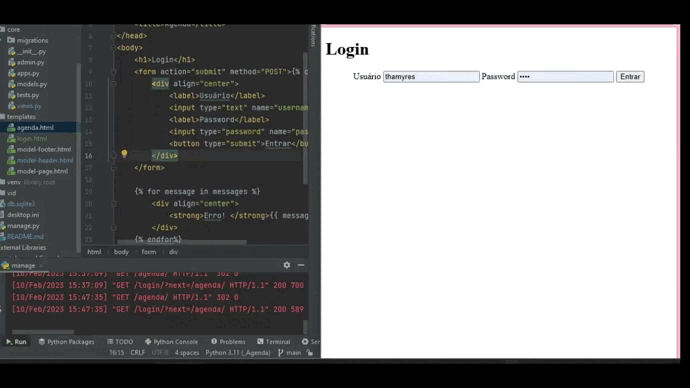 core
migrations
__init__.py
admin.py
apps.py
models.py
tests.py
views.py
templates
agenda.html
login.html
model-footer.html
model-header.html
model-page.html
venv library root
vid
db.sqlite3
desktop.ini
manage.py
README.md
External Libraries
<title>Agenda</title>
6 </head>
7 <body>
8 <h1>Login</h1>
9 <form action="submit" method="POST">{%
10 <div align="center">
11 <label>Usuário</label>
12 <input type="text" name="usernam
13 <label>Password</label>
14 <input type="password" name="pas
15 <button type="submit">Entrar</bu
16 </div>
17 </form>
18
19 {% for message in messages %}
20 <div align="center">
21 <strong>Erro! </strong>{{ messag
22 </div>
23 {% endfor%}
html body form div
manage
[10/Feb/2023 15:37:09] "GET /agenda/ HTTP/1.1" 302 0
[10/Feb/2023 15:37:09] "GET /login/?next=/agenda/ HTTP/1.1" 200 700
[10/Feb/2023 15:47:35] "GET /agenda/ HTTP/1.1" 302 0
[10/Feb/2023 15:47:35] "GET /login/?next=/agenda/ HTTP/1.1" 200 589
Run Python Packages TODO Python Console Problems Terminal Ser
16:15 CRLF UTF-8 4 spaces Python 3.11 (_Agenda) main
Login
Usuário thamyres Password •••• Entrar